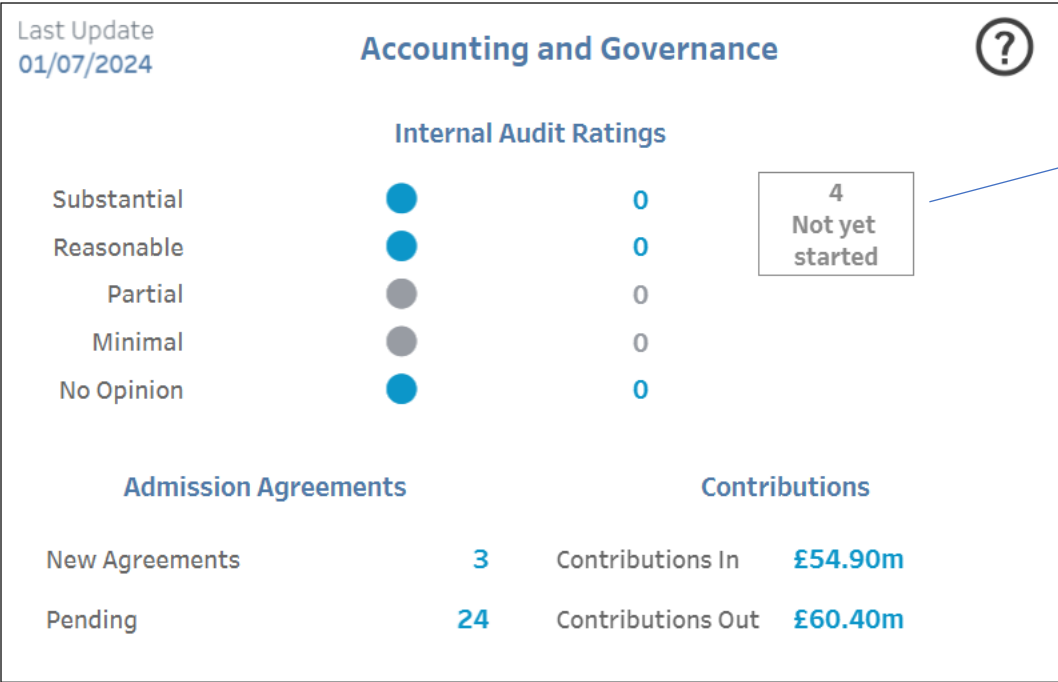 Last Update
01/07/2024
Accounting and Governance
?
Internal Audit Ratings
Substantial 0
Reasonable 0
Partial 0
Minimal 0
No Opinion 0
4
Not yet
started
Admission Agreements
New Agreements 3
Pending 24
Contributions
Contributions In £54.90m
Contributions Out £60.40m